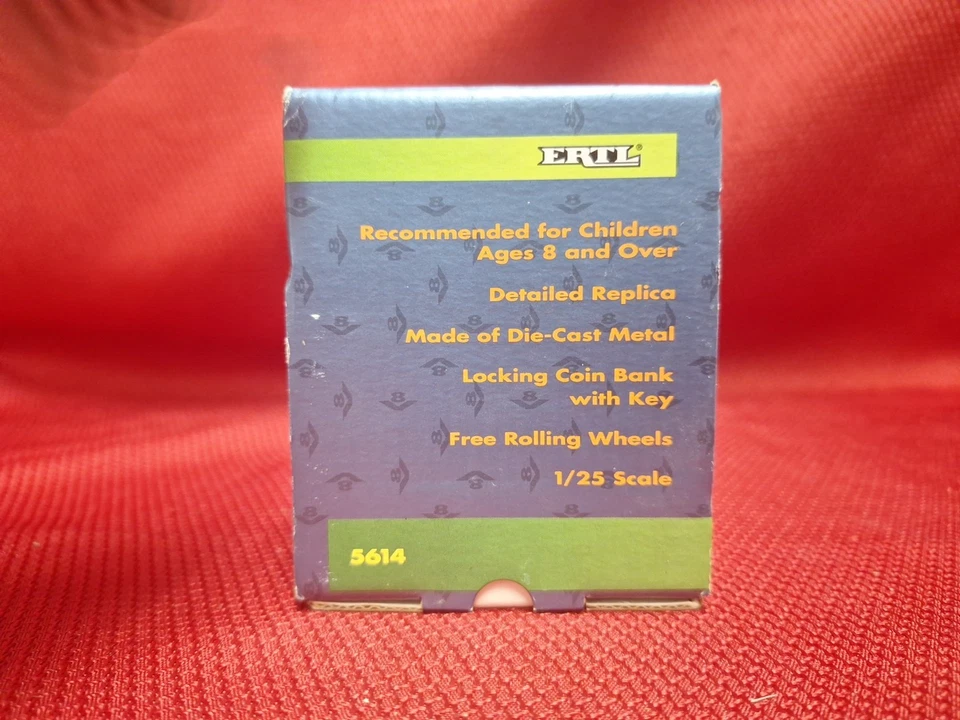 ERTL®
Recommended for Children
Ages 8 and Over
Detailed Replica
Made of Die-Cast Metal
Locking Coin Bank
with Key
Free Rolling Wheels
1/25 Scale
5614